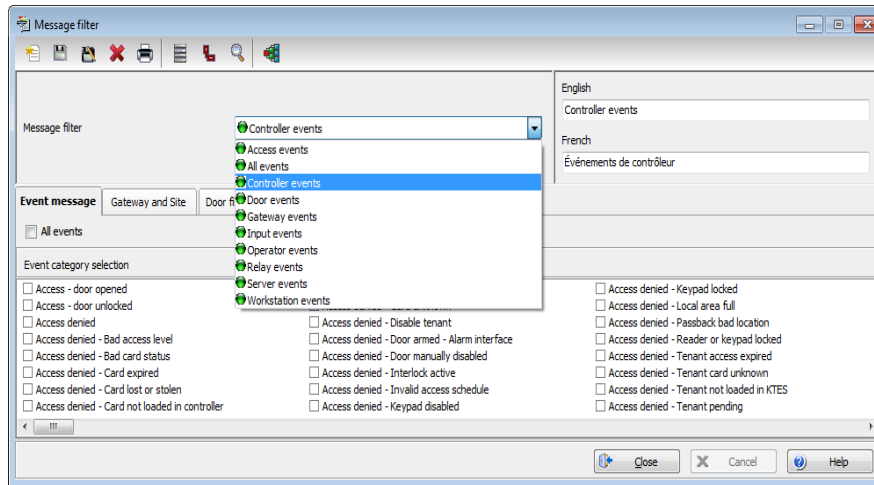 Message filter
English
Controller events
Message filter
Controller events
French
Événements de contrôleur
Access events
All events
Controller events
Door events
Gateway events
Input events
Operator events
Relay events
Server events
Workstation events
Event message
Gateway and Site
All events
Event category selection
Access - door opened
Access - door unlocked
Access denied
Access denied - Bad access level
Access denied - Bad card status
Access denied - Card expired
Access denied - Card lost or stolen
Access denied - Card not loaded in controller
Access denied - Disable tenant
Access denied - Door armed - Alarm interface
Access denied - Door manually disabled
Access denied - Interlock active
Access denied - Invalid access schedule
Access denied - Keypad disabled
Access denied - Keypad locked
Access denied - Local area full
Access denied - Passback bad location
Access denied - Reader or keypad locked
Access denied - Tenant access expired
Access denied - Tenant card unknown
Access denied - Tenant not loaded in KTES
Access denied - Tenant pending
Close
Cancel
Help